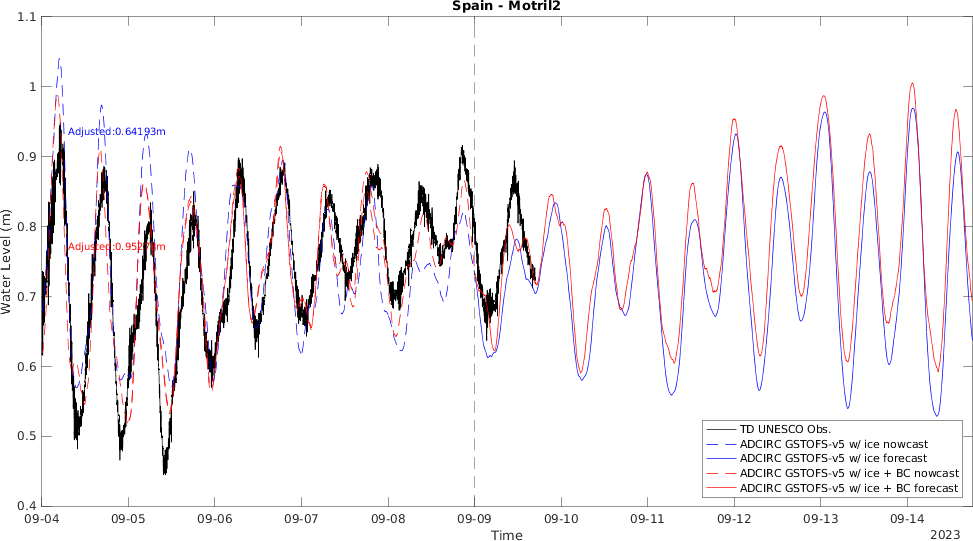 Spain - Motril2
1.1
1
0.9
0.8
0.7
0.6
0.5
0.4
Water Level (m)
Adjusted:0.64193m
TD UNESCO Obs.
ADCIRC GSTOFS-v5 w/ ice nowcast
ADCIRC GSTOFS-v5 w/ ice forecast
ADCIRC GSTOFS-v5 w/ ice + BC nowcast
ADCIRC GSTOFS-v5 w/ ice + BC forecast
09-04 09-05 09-06 09-07 09-08 09-09 09-10 09-11 09-12 09-13 09-14
Time
2023